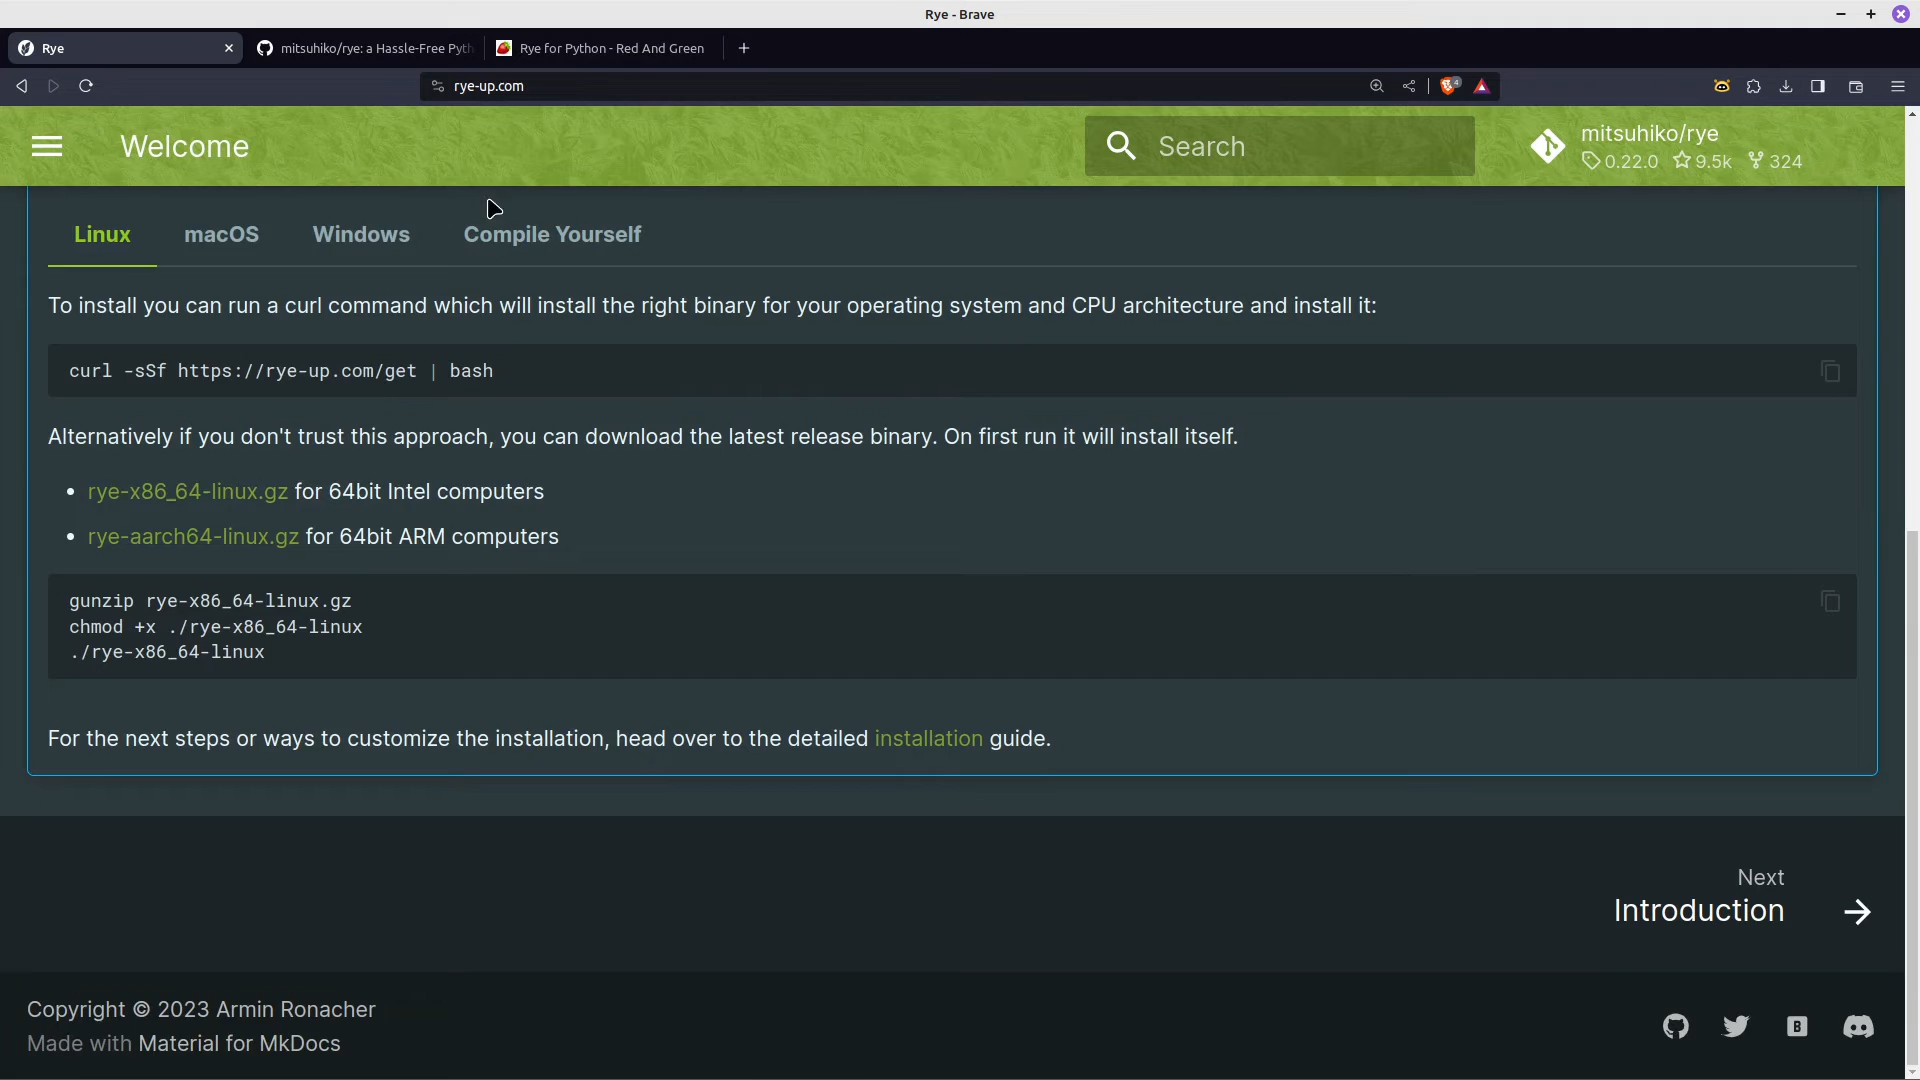 Rye - Brave
Rye
mitsuhiko/rye: a Hassle-Free Pyth
Rye for Python - Red And Green
rye-up.com
4
Welcome
Search
mitsuhiko/rye
0.22.0 9.5k 324
Linux macOS Windows Compile Yourself
To install you can run a curl command which will install the right binary for your operating system and CPU architecture and install it:
curl -sSf https://rye-up.com/get | bash
Alternatively if you don't trust this approach, you can download the latest release binary. On first run it will install itself.
• rye-x86_64-linux.gz for 64bit Intel computers
• rye-aarch64-linux.gz for 64bit ARM computers
gunzip rye-x86_64-linux.gz
chmod +x ./rye-x86_64-linux
./rye-x86_64-linux
For the next steps or ways to customize the installation, head over to the detailed installation guide.
Next
Introduction
Copyright © 2023 Armin Ronacher
Made with Material for MkDocs
B